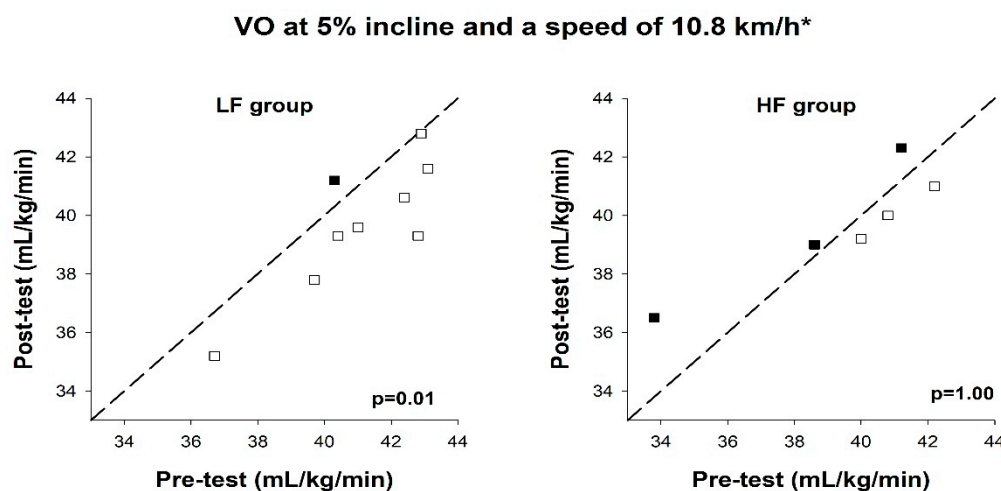 VO at 5% incline and a speed of 10.8 km/h*
LF group
44
42
40
38
36
34
33
Post-test (mL/kg/min)
p=0.01
34 36 38 40 42 44
Pre-test (mL/kg/min)
HF group
44
42
40
38
36
34
33
Post-test (mL/kg/min)
p=1.00
34 36 38 40 42 44
Pre-test (mL/kg/min)